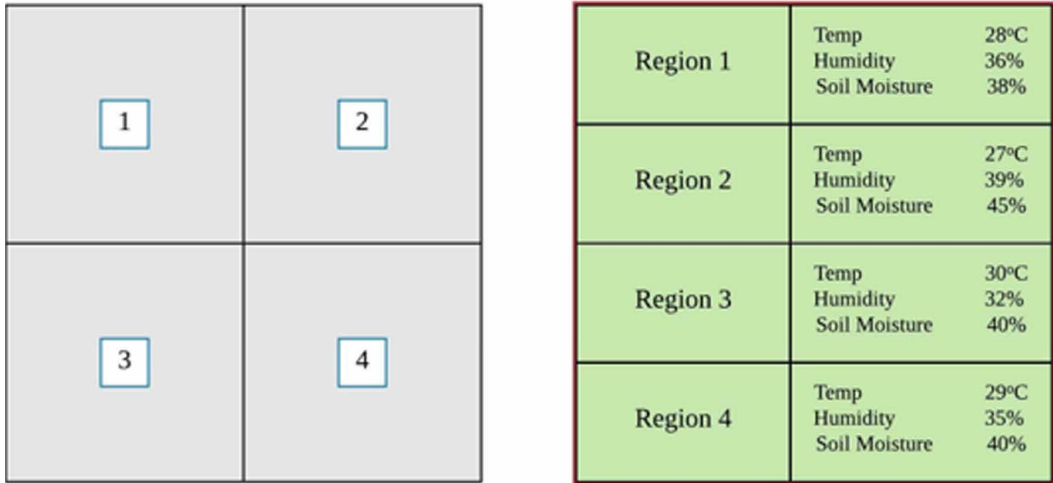 1
2
3
4
Region 1
Temp 28ºC
Humidity 36%
Soil Moisture 38%
Region 2
Temp 27ºC
Humidity 39%
Soil Moisture 45%
Region 3
Temp 30ºC
Humidity 32%
Soil Moisture 40%
Region 4
Temp 29ºC
Humidity 35%
Soil Moisture 40%